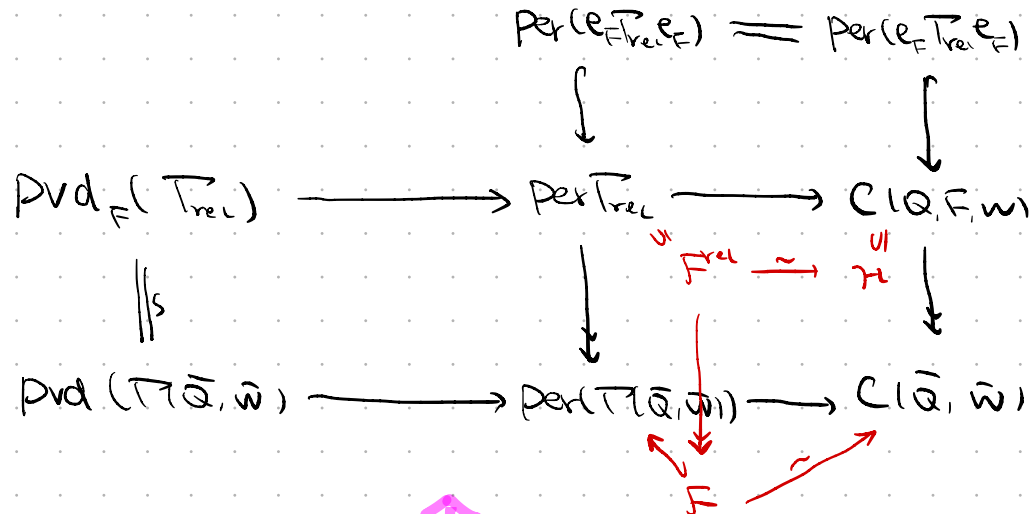 per(e_F Γ_rel e_F) = per(e_F Γ_rel e_F)
pvd_F(Γ_rel) → per Γ_rel → C(Q, F, W)
F^rel ~→ H
pvd(Γ(Q̄, W̄)) → per(Γ(Q̄, W̄)) → C(Q̄, W̄)
F ~